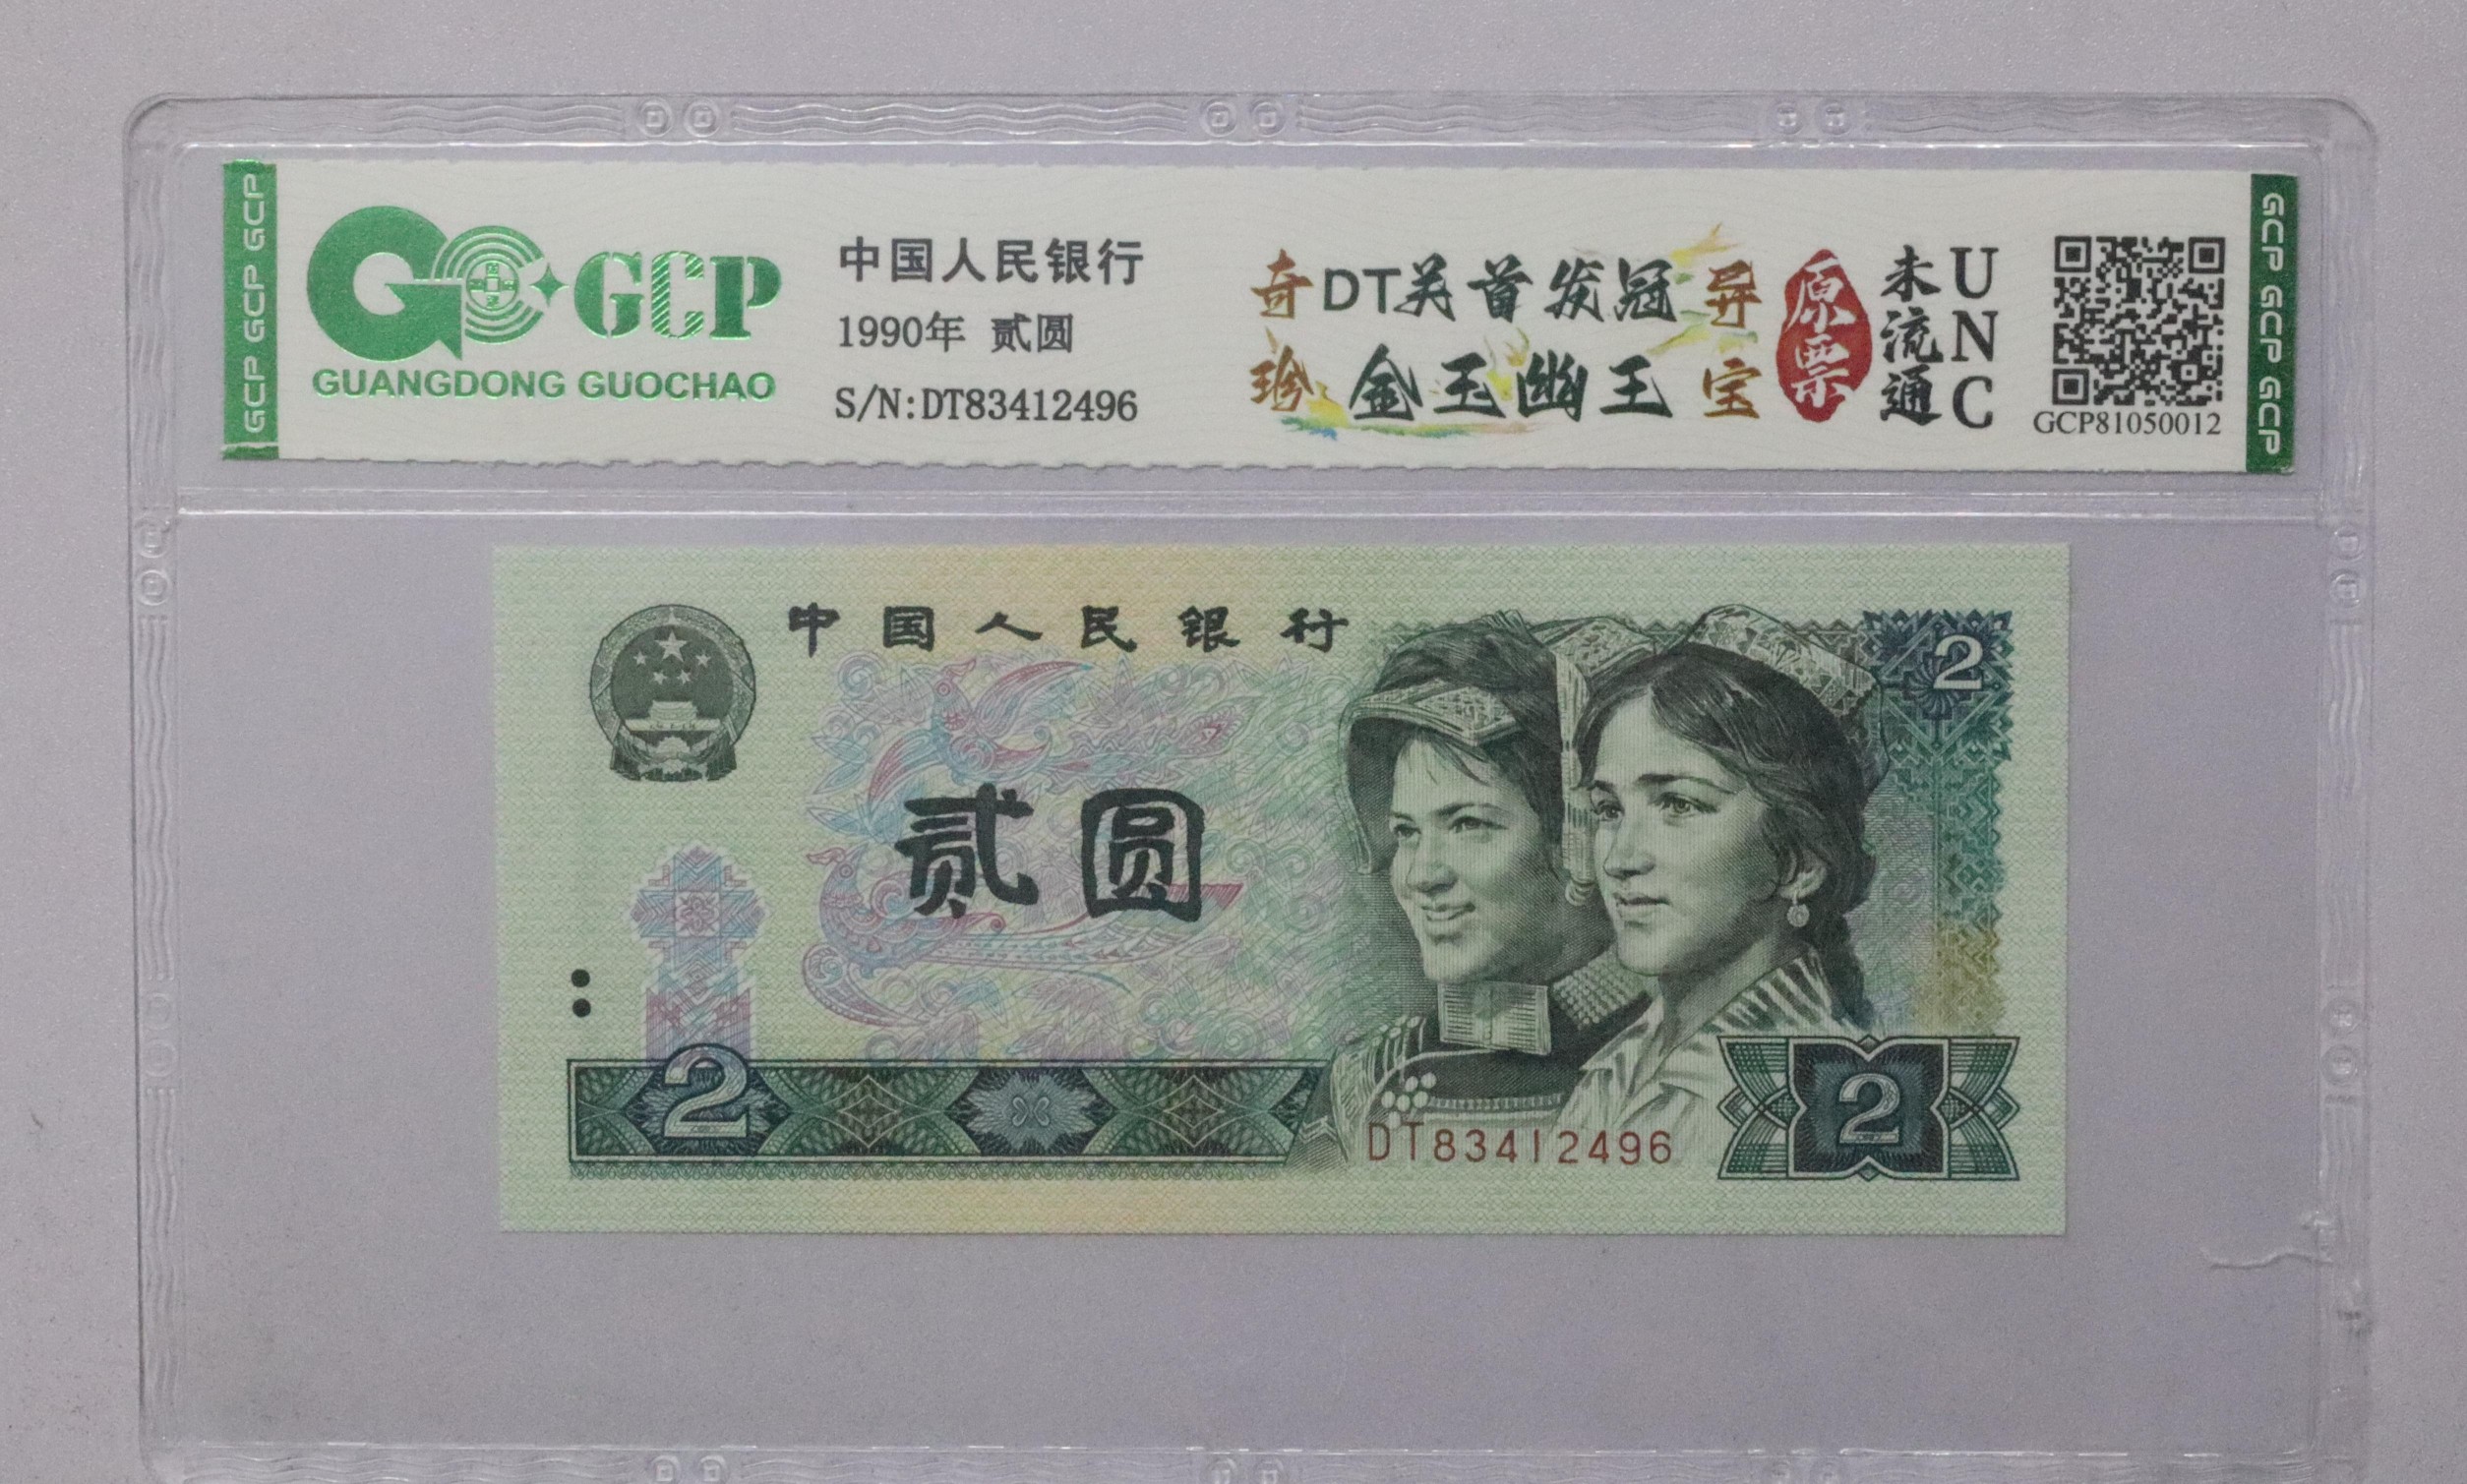 GCP GCP GCP
GCP
GUANGDONG GUOCHAO
中国人民银行
1990年 贰圆
S/N:DT83412496
奇 DT关首发冠 异
珍 金玉幽王 宝
原票
未流通
UNC
GCP81050012
GCP GCP GCP
中国人民银行
2
贰圆
2
DT83412496
2